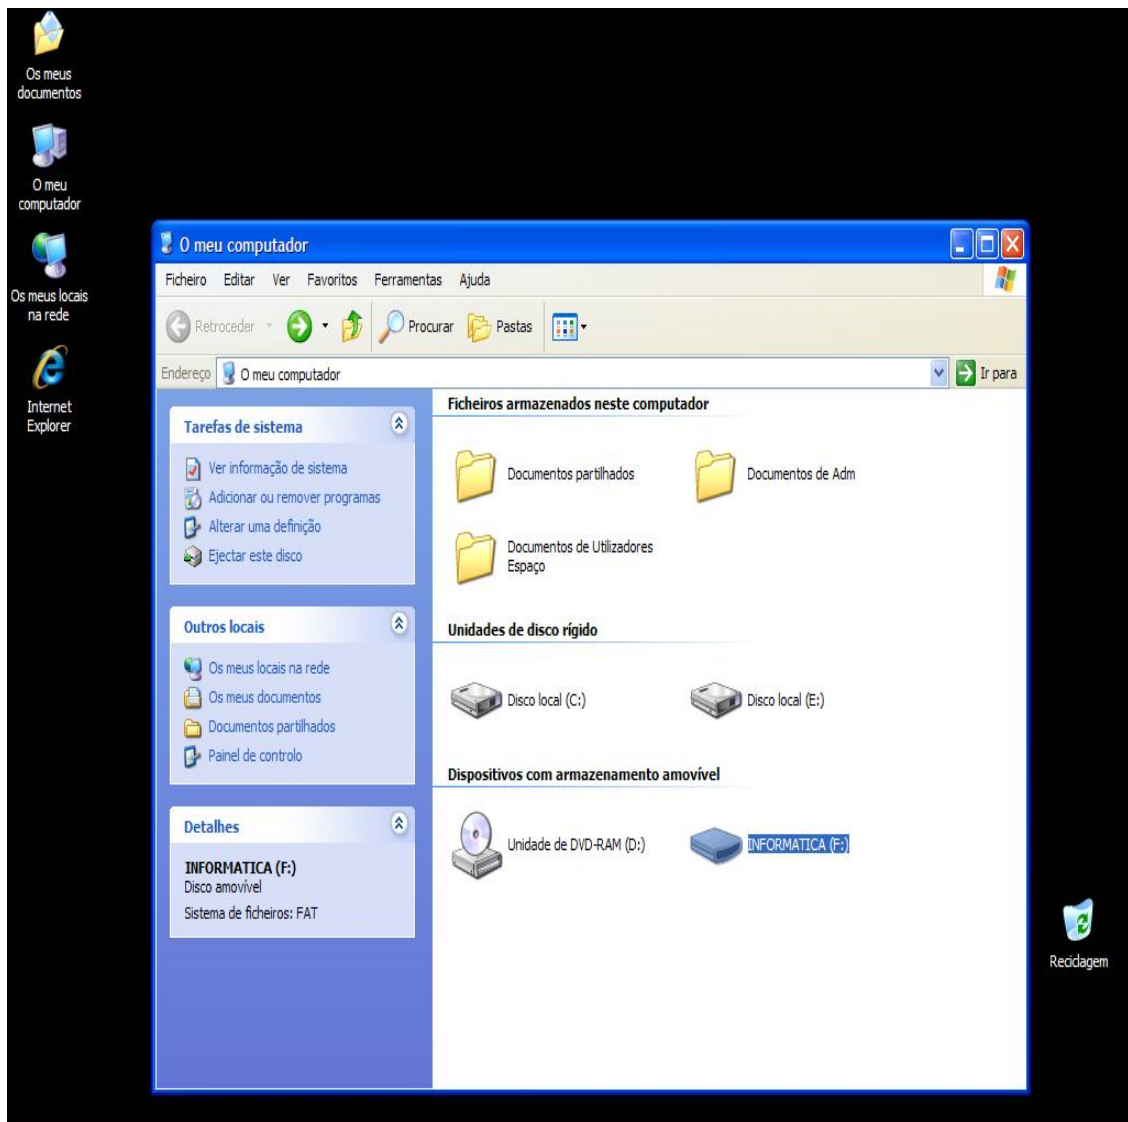 Os meus
documentos
O meu
computador
Os meus locais
na rede
Internet
Explorer
O meu computador
Ficheiro Editar Ver Favoritos Ferramentas Ajuda
Retroceder Procurar Pastas
Endereço O meu computador Ir para
Tarefas de sistema
Ver informação de sistema
Adicionar ou remover programas
Alterar uma definição
Ejectar este disco
Outros locais
Os meus locais na rede
Os meus documentos
Documentos partilhados
Painel de controlo
Detalhes
INFORMATICA (F:)
Disco amovível
Sistema de ficheiros: FAT
Ficheiros armazenados neste computador
Documentos partilhados
Documentos de Adm
Documentos de Utilizadores
Espaço
Unidades de disco rígido
Disco local (C:)
Disco local (E:)
Dispositivos com armazenamento amovível
Unidade de DVD-RAM (D:)
INFORMATICA (F:)
Reciclagem